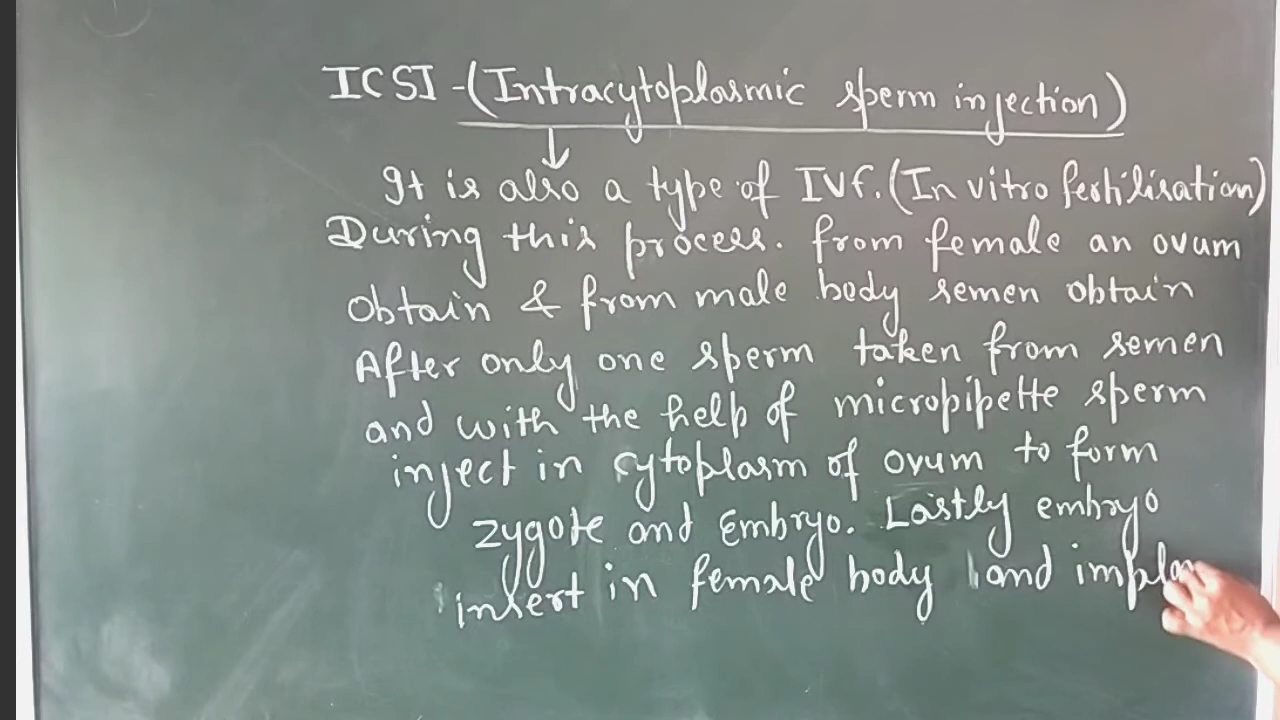 ICSI - (Intracytoplasmic sperm injection)
It is also a type of IVF. (In vitro fertilisation)
During this process. from female an ovum
obtain & from male body semen obtain
After only one sperm taken from semen
and with the help of micropipette sperm
inject in cytoplasm of ovum to form
zygote and Embryo. Lastly embryo
insert in female body and impla